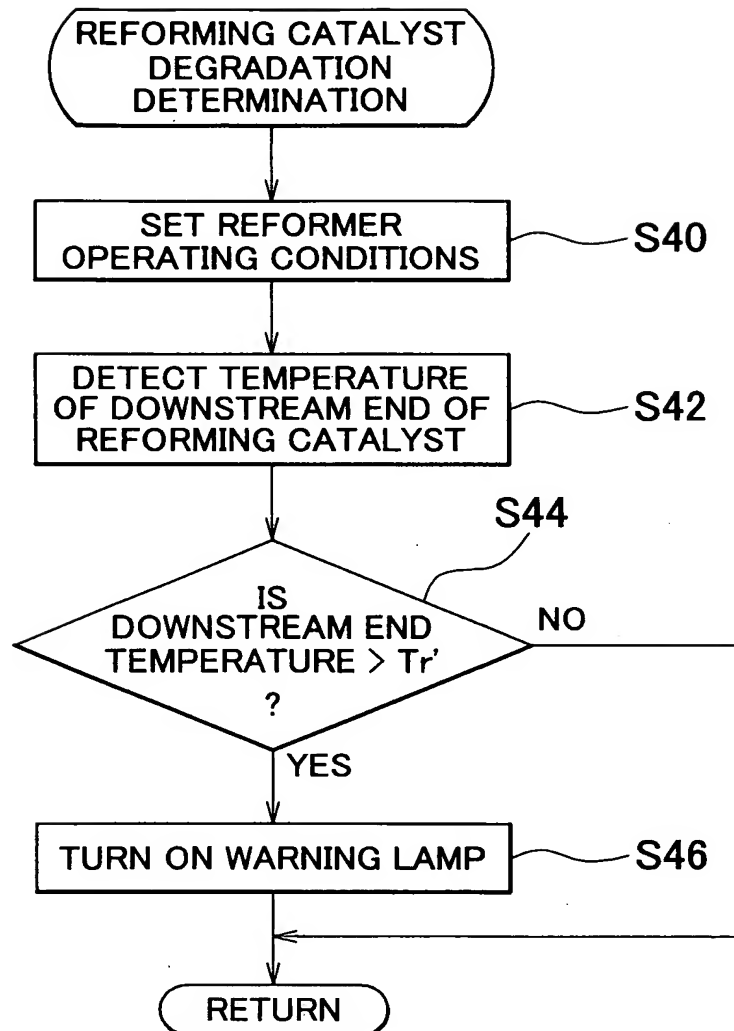 REFORMING CATALYST
DEGRADATION
DETERMINATION
SET REFORMER
OPERATING CONDITIONS
S40
DETECT TEMPERATURE
OF DOWNSTREAM END OF
REFORMING CATALYST
S42
S44
IS
DOWNSTREAM END
TEMPERATURE > Tr'
?
NO
YES
TURN ON WARNING LAMP
S46
RETURN